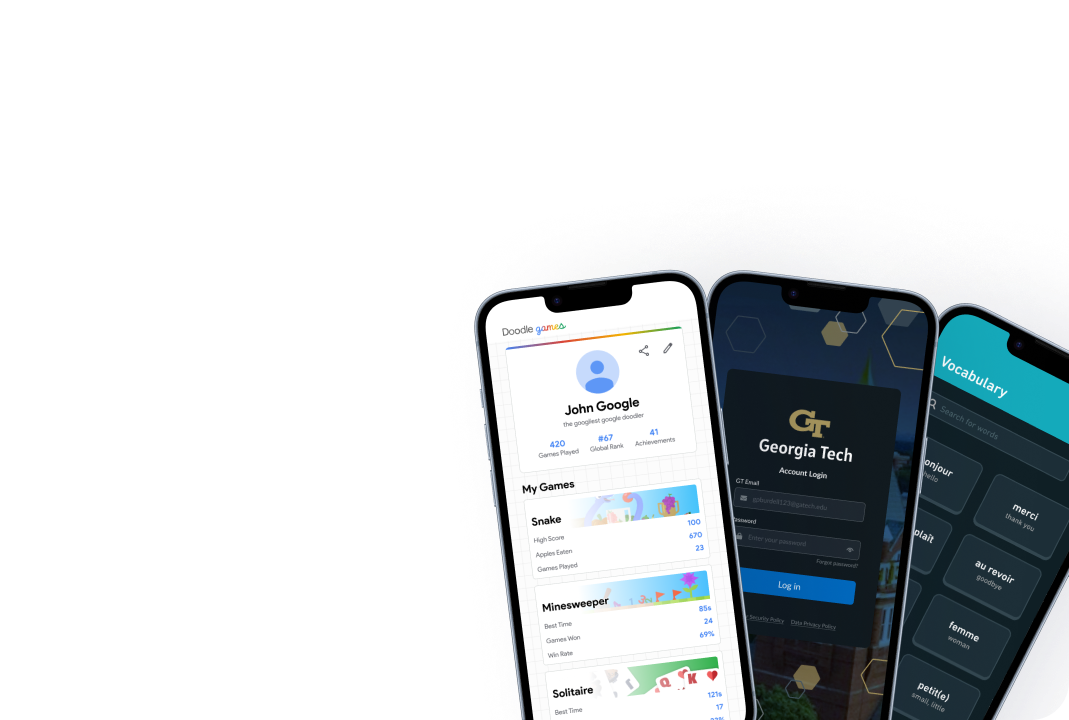 Doodle games
John Google
the googliest google doodler
420
Games Played
#67
Global Rank
41
Achievements
My Games
Snake
High Score 100
Apples Eaten 670
Games Played 23
Minesweeper
Best Time 85s
Games Won 24
Win Rate 69%
Solitaire
Best Time 121s
17
GT
Georgia Tech
Account Login
GT Email
Password
Enter your password
Forgot password?
Log in
Security Policy Data Privacy Policy
Vocabulary
Search for words
onjour
hello
merci
thank you
plaît
au revoir
goodbye
femme
woman
petit(e)
small, little